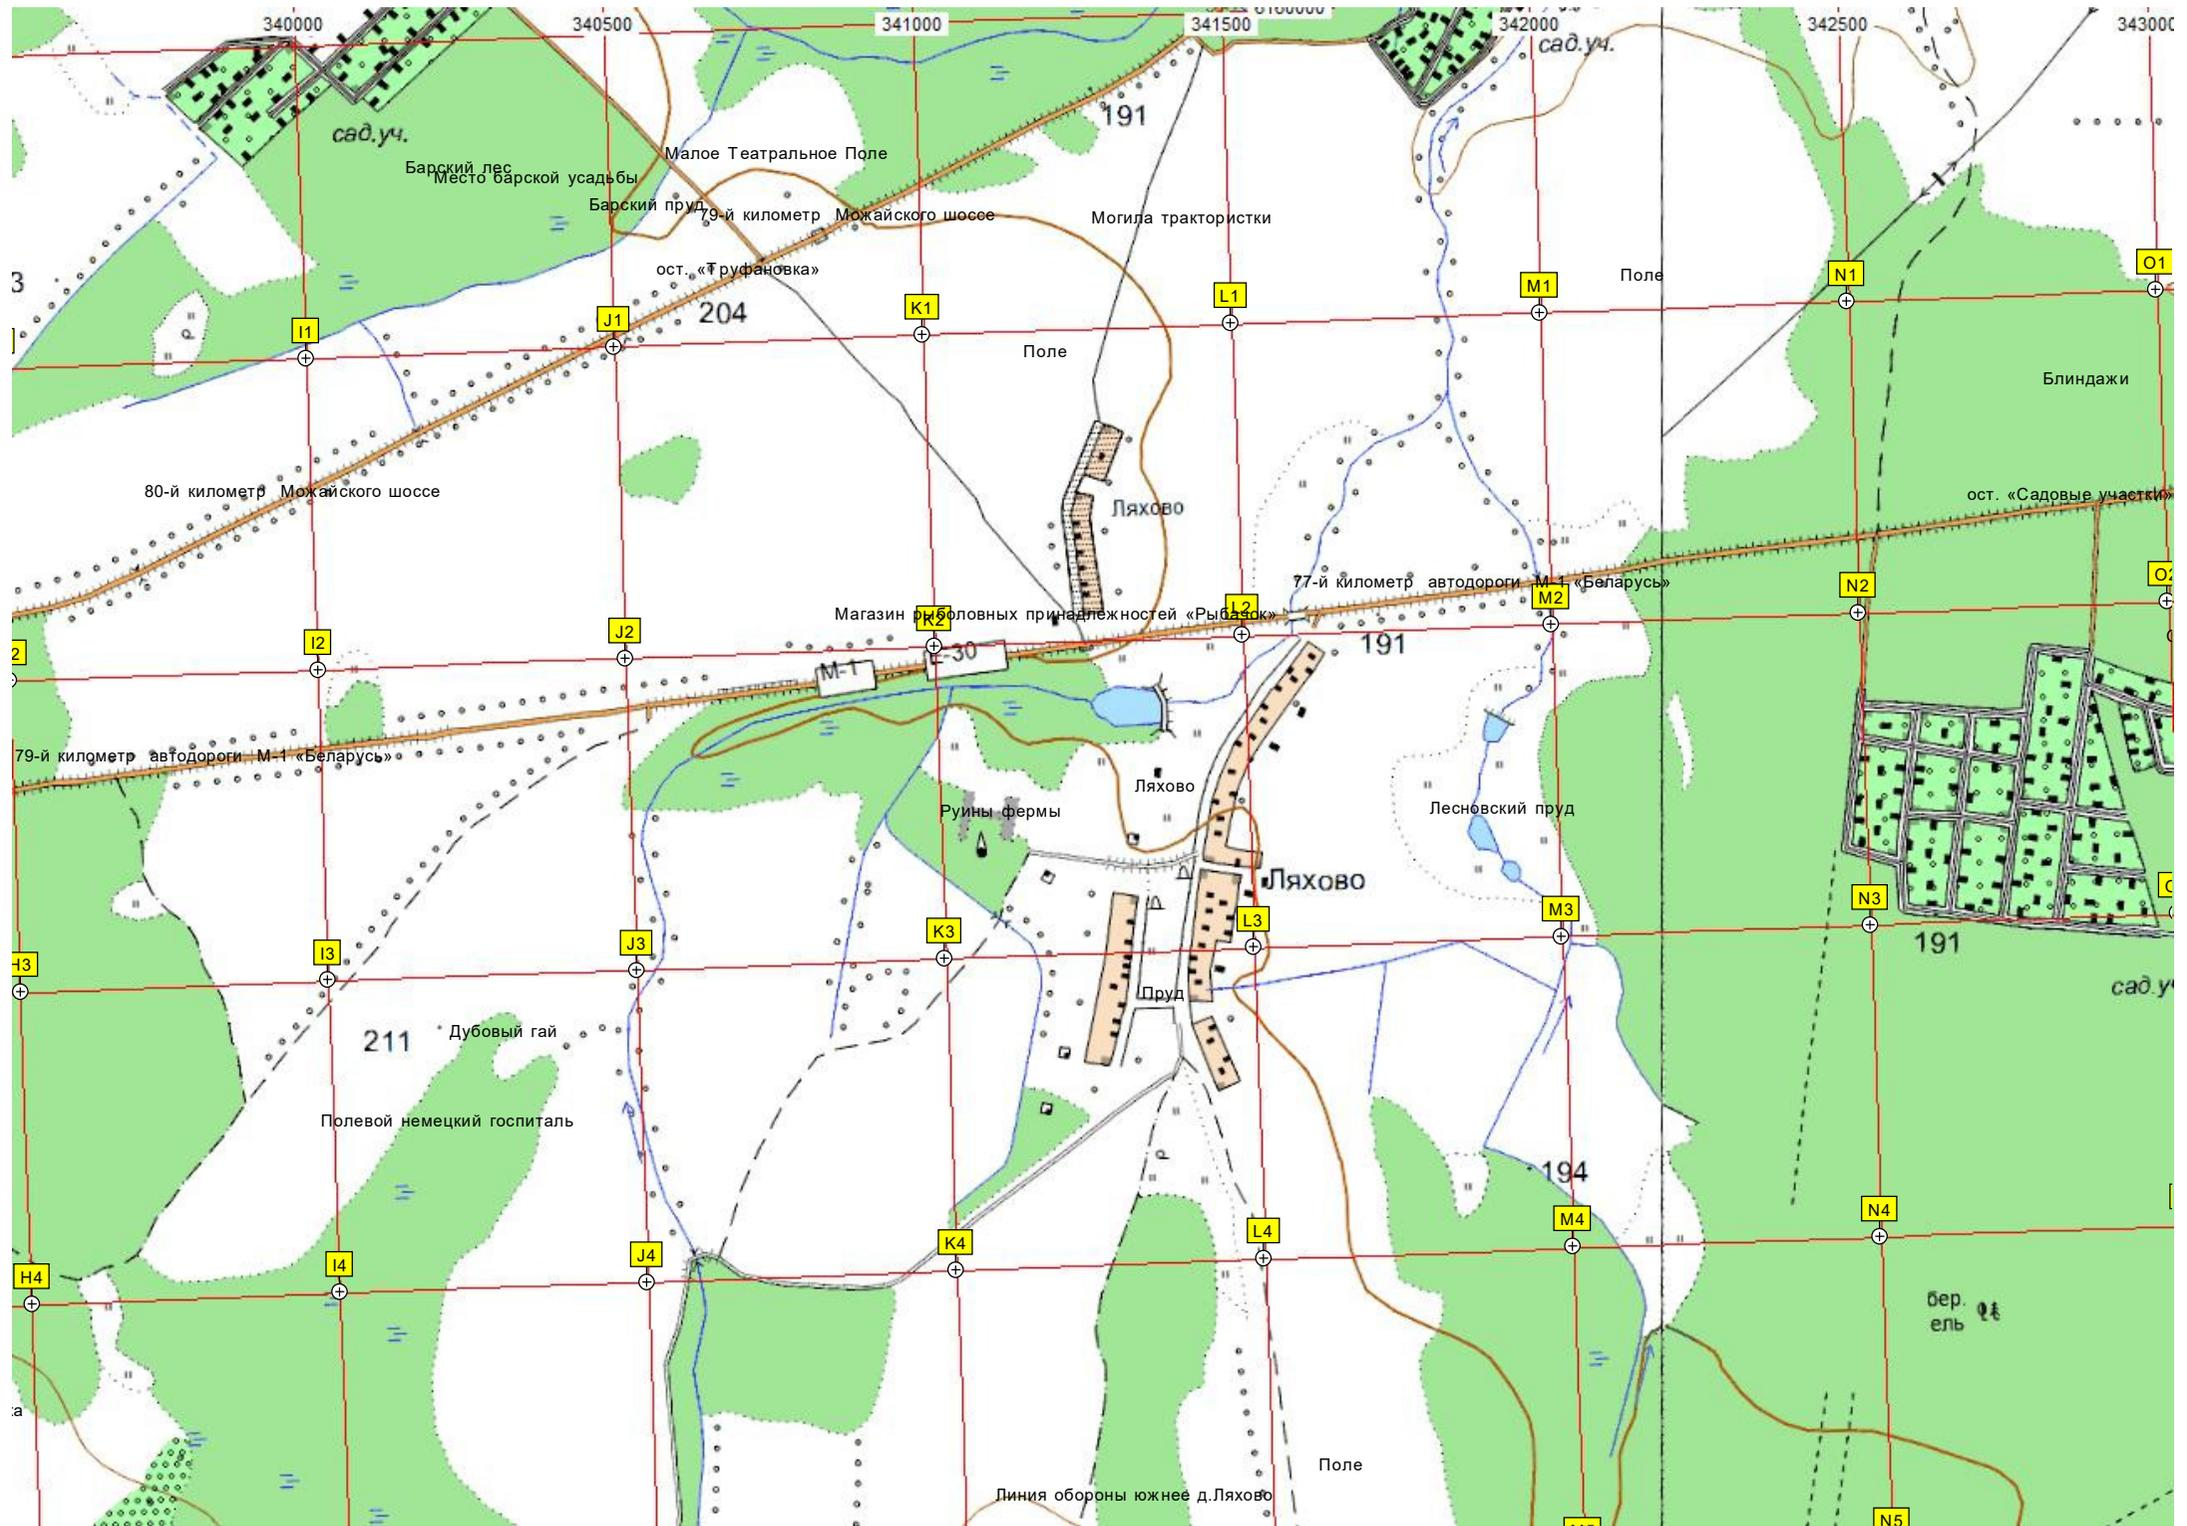 340000
340500
341000
341500
342000
342500
343000
сад.уч.
191
сад.уч.
Малое Театральное Поле
Барский лес
Место барской усадьбы
Барский пруд
79-й километр Можайского шоссе
Могила трактористки
ост. «Труфановка»
Поле
O1
N1
M1
L1
204
K1
J1
I1
3
Поле
Блиндажи
80-й километр Можайского шоссе
ост. «Садовые участки»
Ляхово
77-й километр автодороги М-1 «Беларусь»
N2
M2
L2
Магазин рыболовных принадлежностей «Рыбачок»
K2
J2
I2
2
191
E-30
M-1
79-й километр автодороги М-1 «Беларусь»
Ляхово
Руины фермы
Лесновский пруд
Ляхово
N3
M3
L3
K3
J3
I3
H3
191
сад.у
Пруд
Дубовый гай
211
Полевой немецкий госпиталь
194
N4
M4
L4
K4
J4
I4
H4
бер.
ель
ка
Поле
Линия обороны южнее д.Ляхово
N5